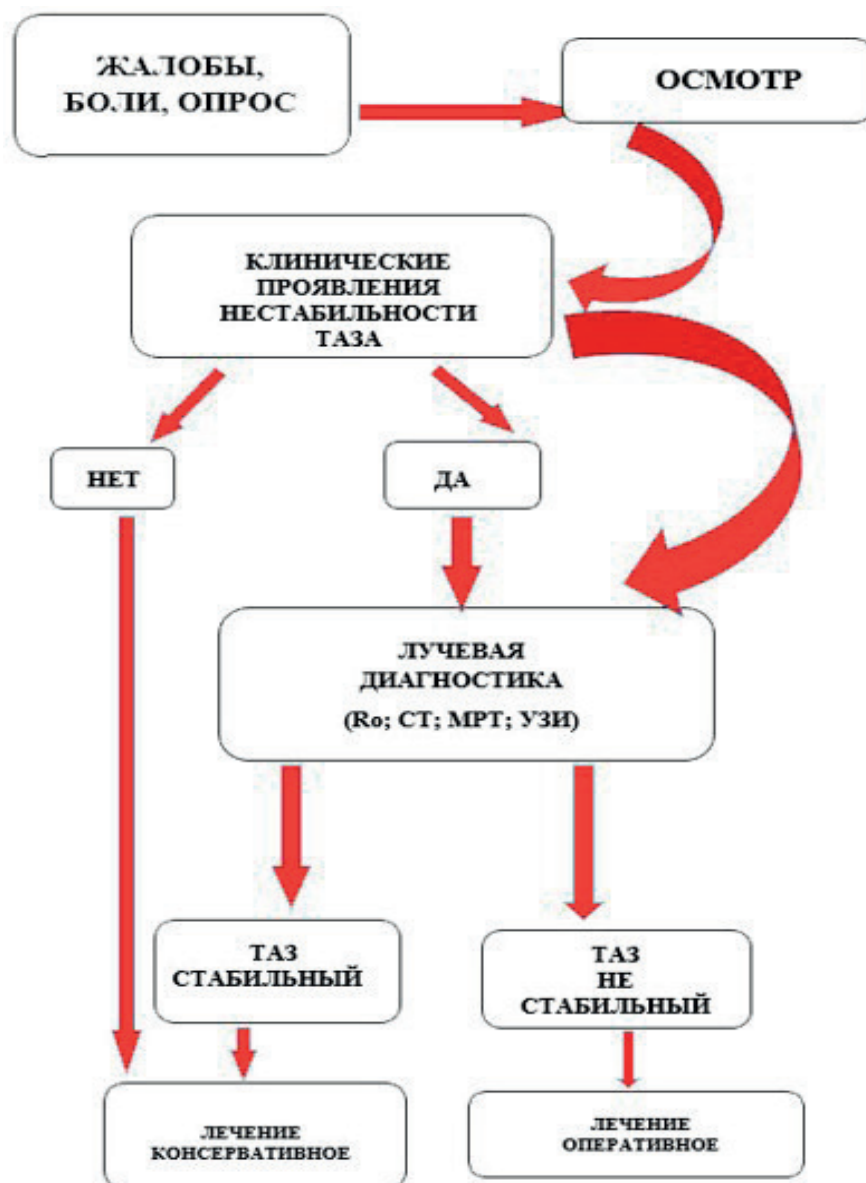 ЖАЛОБЫ,
БОЛИ, ОПРОС
ОСМОТР
КЛИНИЧЕСКИЕ
ПРОЯВЛЕНИЯ
НЕСТАБИЛЬНОСТИ
ТАЗА
НЕТ
ДА
ЛУЧЕВАЯ
ДИАГНОСТИКА
(Ro; СТ; МРТ; УЗИ)
ТАЗ
СТАБИЛЬНЫЙ
ТАЗ
НЕ
СТАБИЛЬНЫЙ
ЛЕЧЕНИЕ
КОНСЕРВАТИВНОЕ
ЛЕЧЕНИЕ
ОПЕРАТИВНОЕ